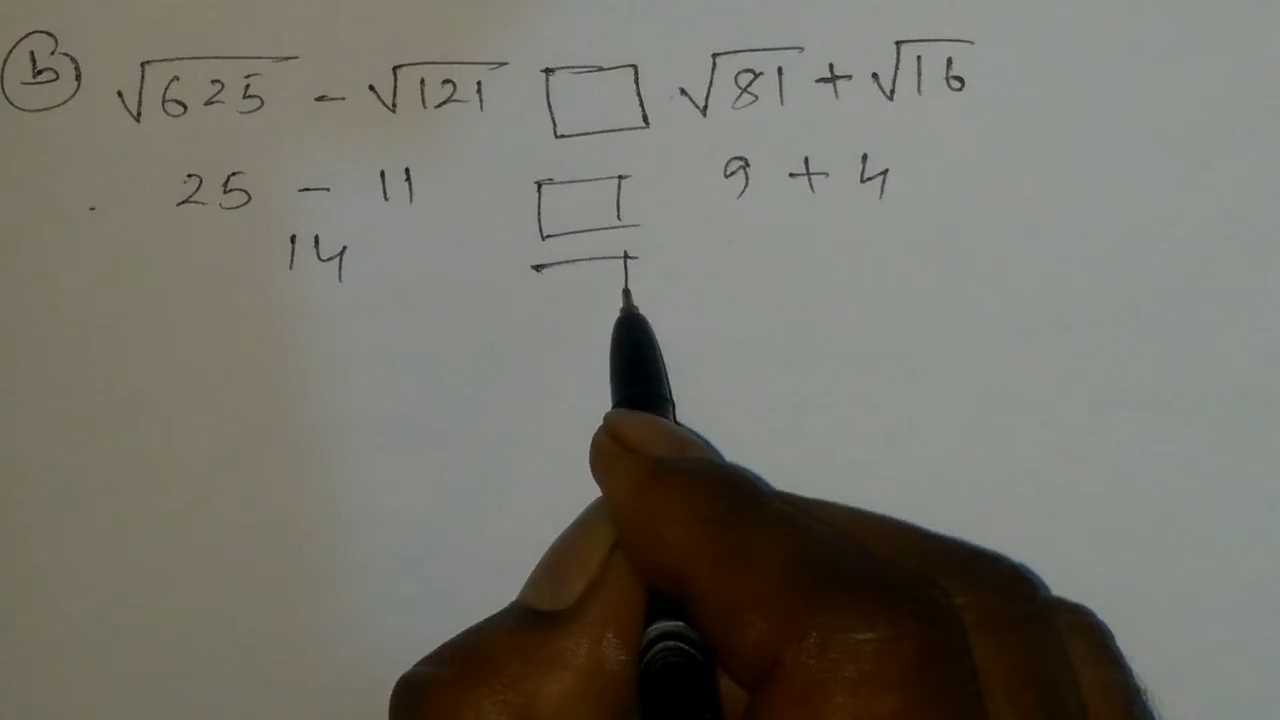 (b) √625 - √121 □ √81 + √16
25 - 11 □ 9 + 4
14